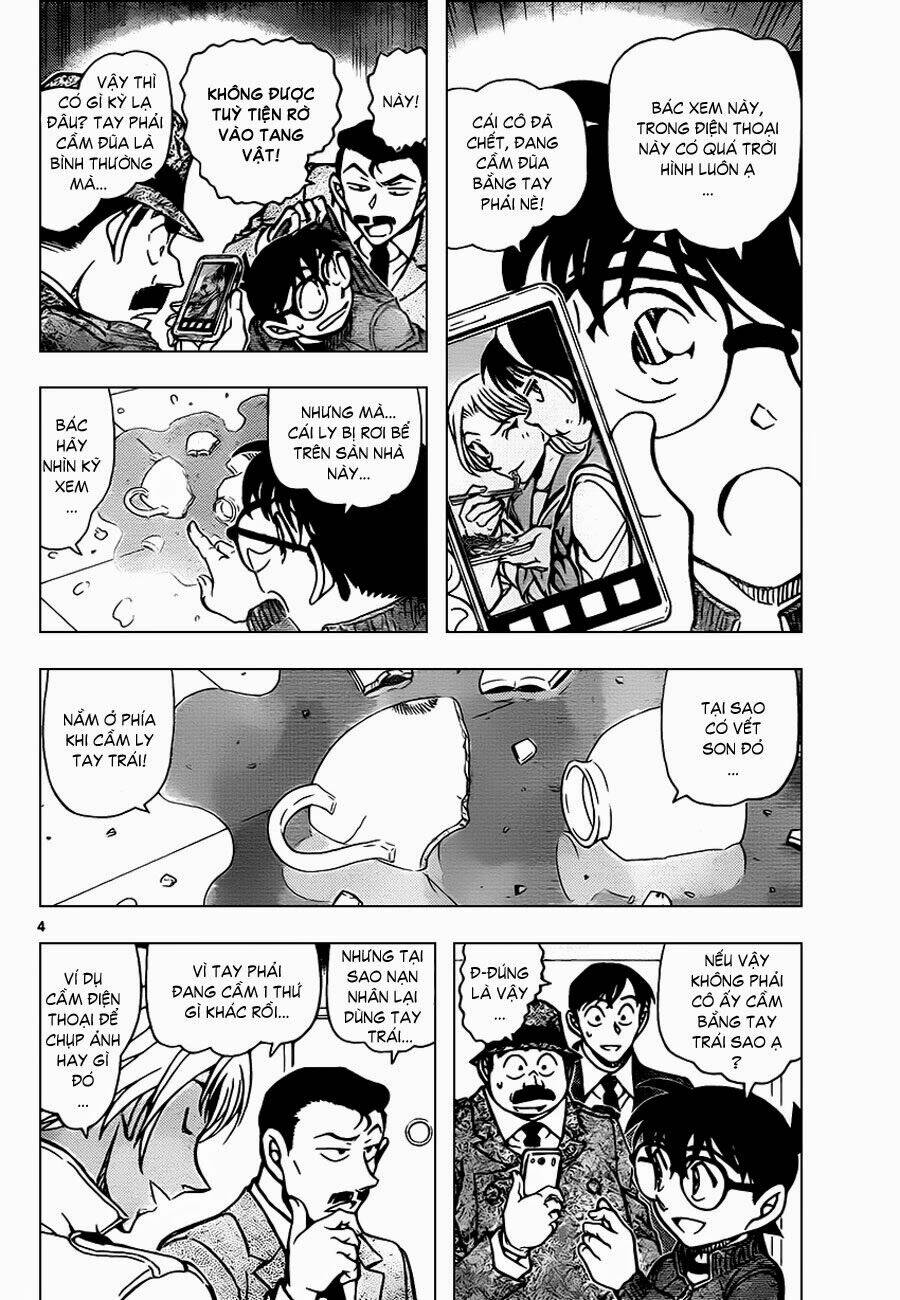 BÁC XEM NÀY,
TRONG ĐIỆN THOẠI
NÀY CÓ QUÁ TRỜI
HÌNH LUÔN Ạ
...
CÁI CÔ ĐÃ
CHẾT, ĐANG
CẦM ĐŨA
BẰNG TAY
PHẢI NÈ!
NÀY!
KHÔNG ĐƯỢC
TUỲ TIỆN RỜ
VÀO TANG
VẬT!
VẬY THÌ
CÓ GÌ KỲ LẠ
ĐÂU? TAY PHẢI
CẦM ĐŨA LÀ
BÌNH THƯỜNG
MÀ...
NHƯNG MÀ...
CÁI LY BỊ RƠI BỂ
TRÊN SÀN NHÀ
NÀY...
BÁC
HÃY
NHÌN KỸ
XEM
...
TẠI SAO
CÓ VẾT
SON ĐỎ
...
NẰM Ở PHÍA
KHI CẦM LY
TAY TRÁI!
4
NẾU VẬY
KHÔNG PHẢI
CÔ ẤY CẦM
BẰNG TAY
TRÁI SAO Ạ
?
Đ-ĐÚNG
LÀ VẬY
...
NHƯNG TẠI
SAO NẠN
NHÂN LẠI
DÙNG TAY
TRÁI...
VÌ TAY PHẢI
ĐANG CẦM 1 THỨ
GÌ KHÁC RỒI...
VÍ DỤ
CẦM ĐIỆN
THOẠI ĐỂ
CHỤP ẢNH
HAY GÌ
ĐÓ
...